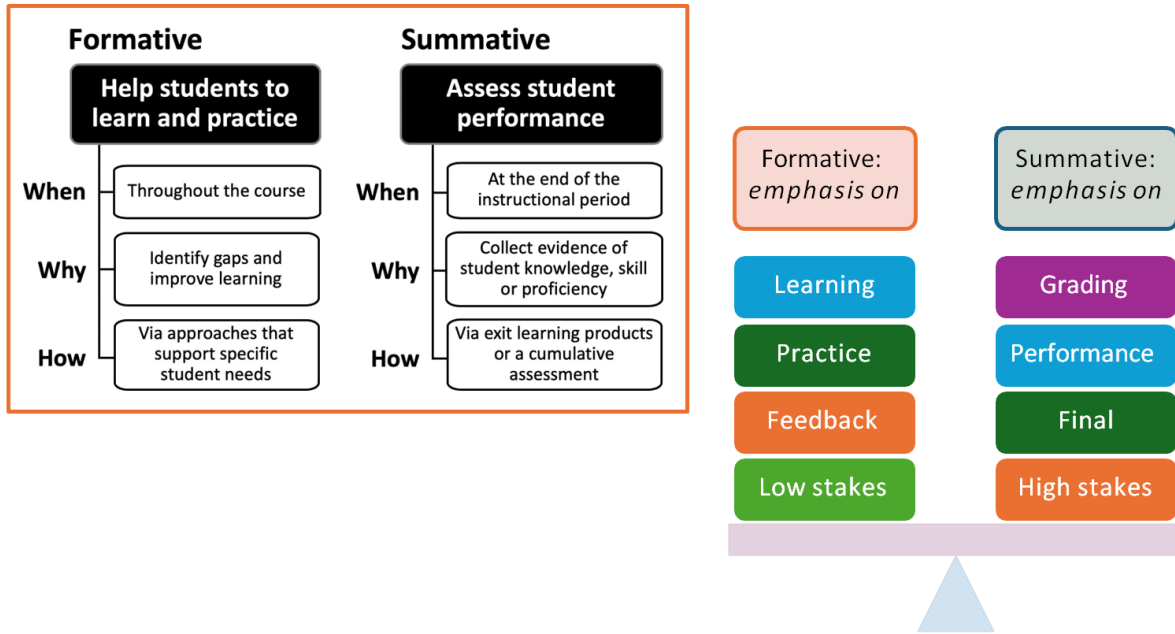 Formative
Help students to
learn and practice
When
Throughout the course
Why
Identify gaps and
improve learning
How
Via approaches that
support specific
student needs
Summative
Assess student
performance
When
At the end of the
instructional period
Why
Collect evidence of
student knowledge, skill
or proficiency
How
Via exit learning products
or a cumulative
assessment
Formative:
emphasis on
Learning
Practice
Feedback
Low stakes
Summative:
emphasis on
Grading
Performance
Final
High stakes